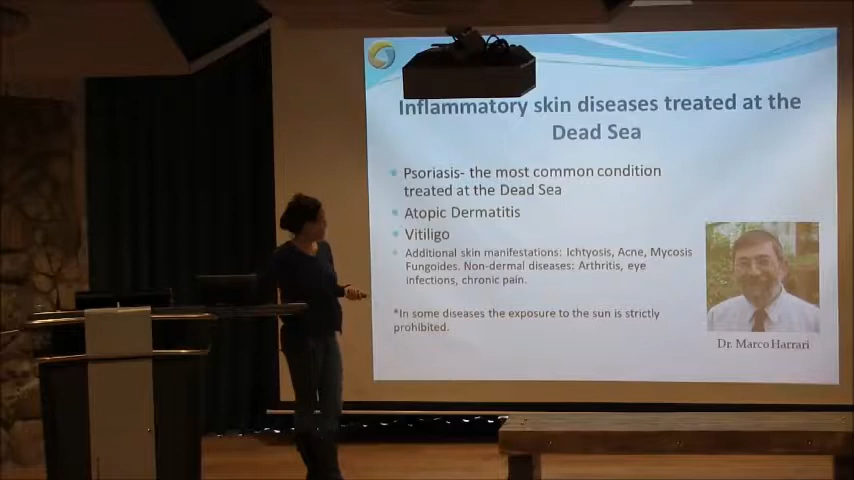 Inflammatory skin diseases treated at the
Dead Sea
Psoriasis- the most common condition
treated at the Dead Sea
Atopic Dermatitis
Vitiligo
Additional skin manifestations: Ichtyosis, Acne, Mycosis
Fungoides. Non-dermal diseases: Arthritis, eye
infections, chronic pain.
*In some diseases the exposure to the sun is strictly
prohibited.
Dr. Marco Harrari